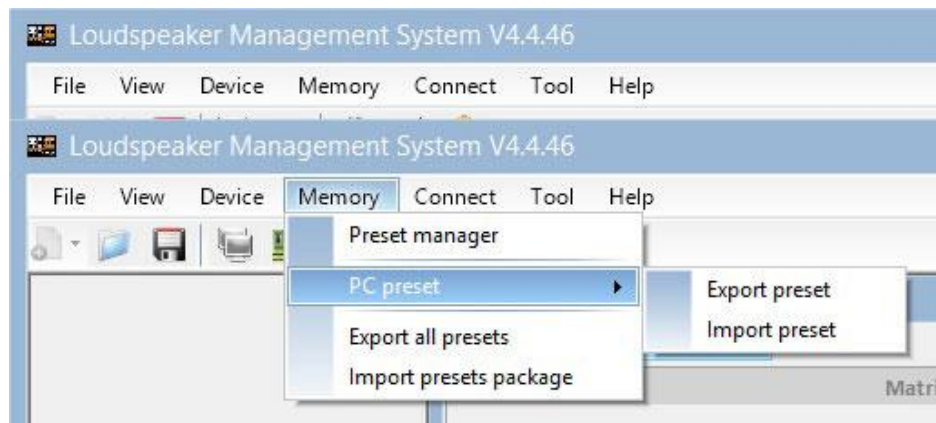 Loudspeaker Management System V4.4.46
File View Device Memory Connect Tool Help
Loudspeaker Management System V4.4.46
File View Device Memory Connect Tool Help
Preset manager
PC preset
Export preset
Import preset
Export all presets
Import presets package